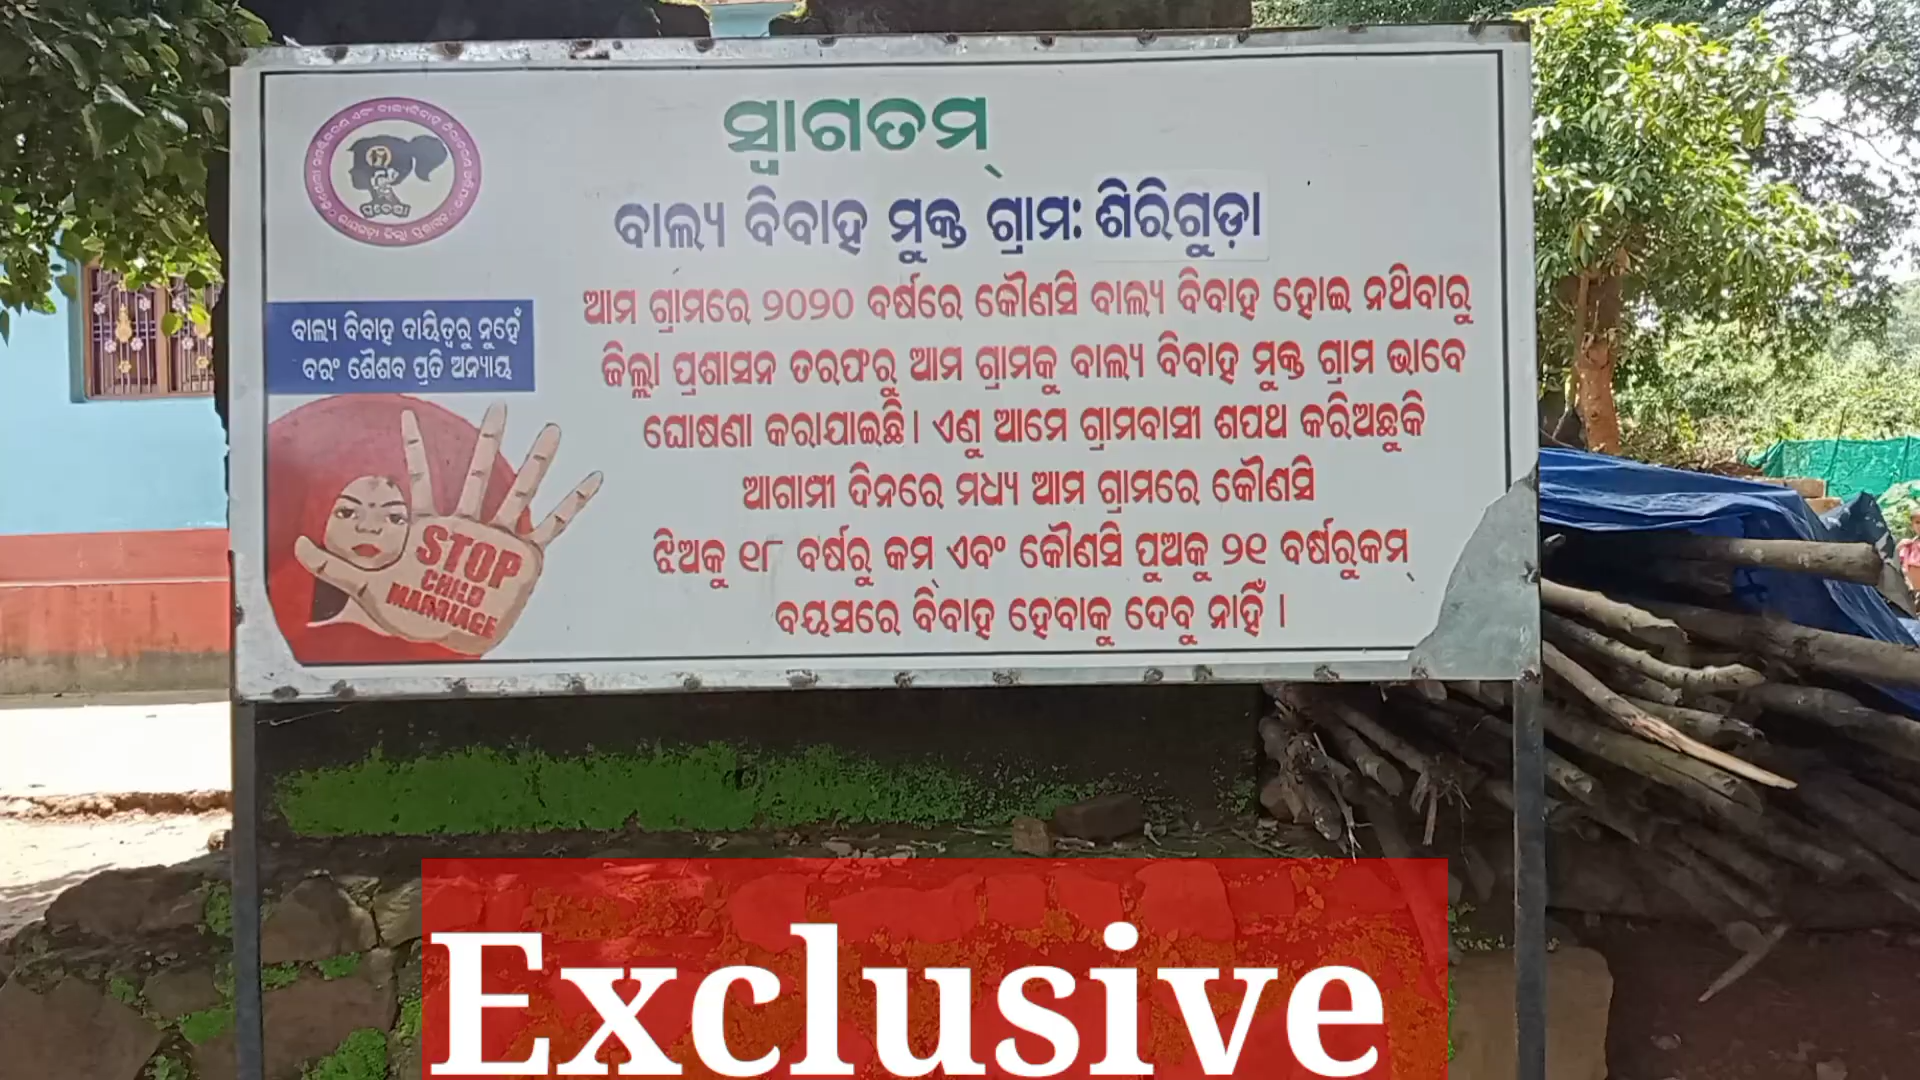 ସ୍ୱାଗତମ୍
ବାଲ୍ୟ ବିବାହ ମୁକ୍ତ ଗ୍ରାମ: ଶିରିଗୁଡ଼ା
ଆମ ଗ୍ରାମରେ ୨୦୨୦ ବର୍ଷରେ କୌଣସି ବାଲ୍ୟ ବିବାହ ହୋଇ ନଥିବାରୁ
ଜିଲ୍ଲା ପ୍ରଶାସନ ତରଫରୁ ଆମ ଗ୍ରାମକୁ ବାଲ୍ୟ ବିବାହ ମୁକ୍ତ ଗ୍ରାମ ଭାବେ
ଘୋଷଣା କରାଯାଇଛି। ଏଣୁ ଆମେ ଗ୍ରାମବାସୀ ଶପଥ କରିଅଛୁକି
ଆଗାମୀ ଦିନରେ ମଧ୍ୟ ଆମ ଗ୍ରାମରେ କୌଣସି
ଝିଅକୁ ୧୮ ବର୍ଷରୁ କମ୍ ଏବଂ କୌଣସି ପୁଅକୁ ୨୧ ବର୍ଷରୁକମ୍
ବୟସରେ ବିବାହ ହେବାକୁ ଦେବୁ ନାହିଁ ।
ବାଲ୍ୟ ବିବାହ ଦାୟିତ୍ୱରୁ ନୁହେଁ
ବରଂ ଶୈଶବ ପ୍ରତି ଅନ୍ୟାୟ
STOP
CHILD
MARRIAGE
Exclusive